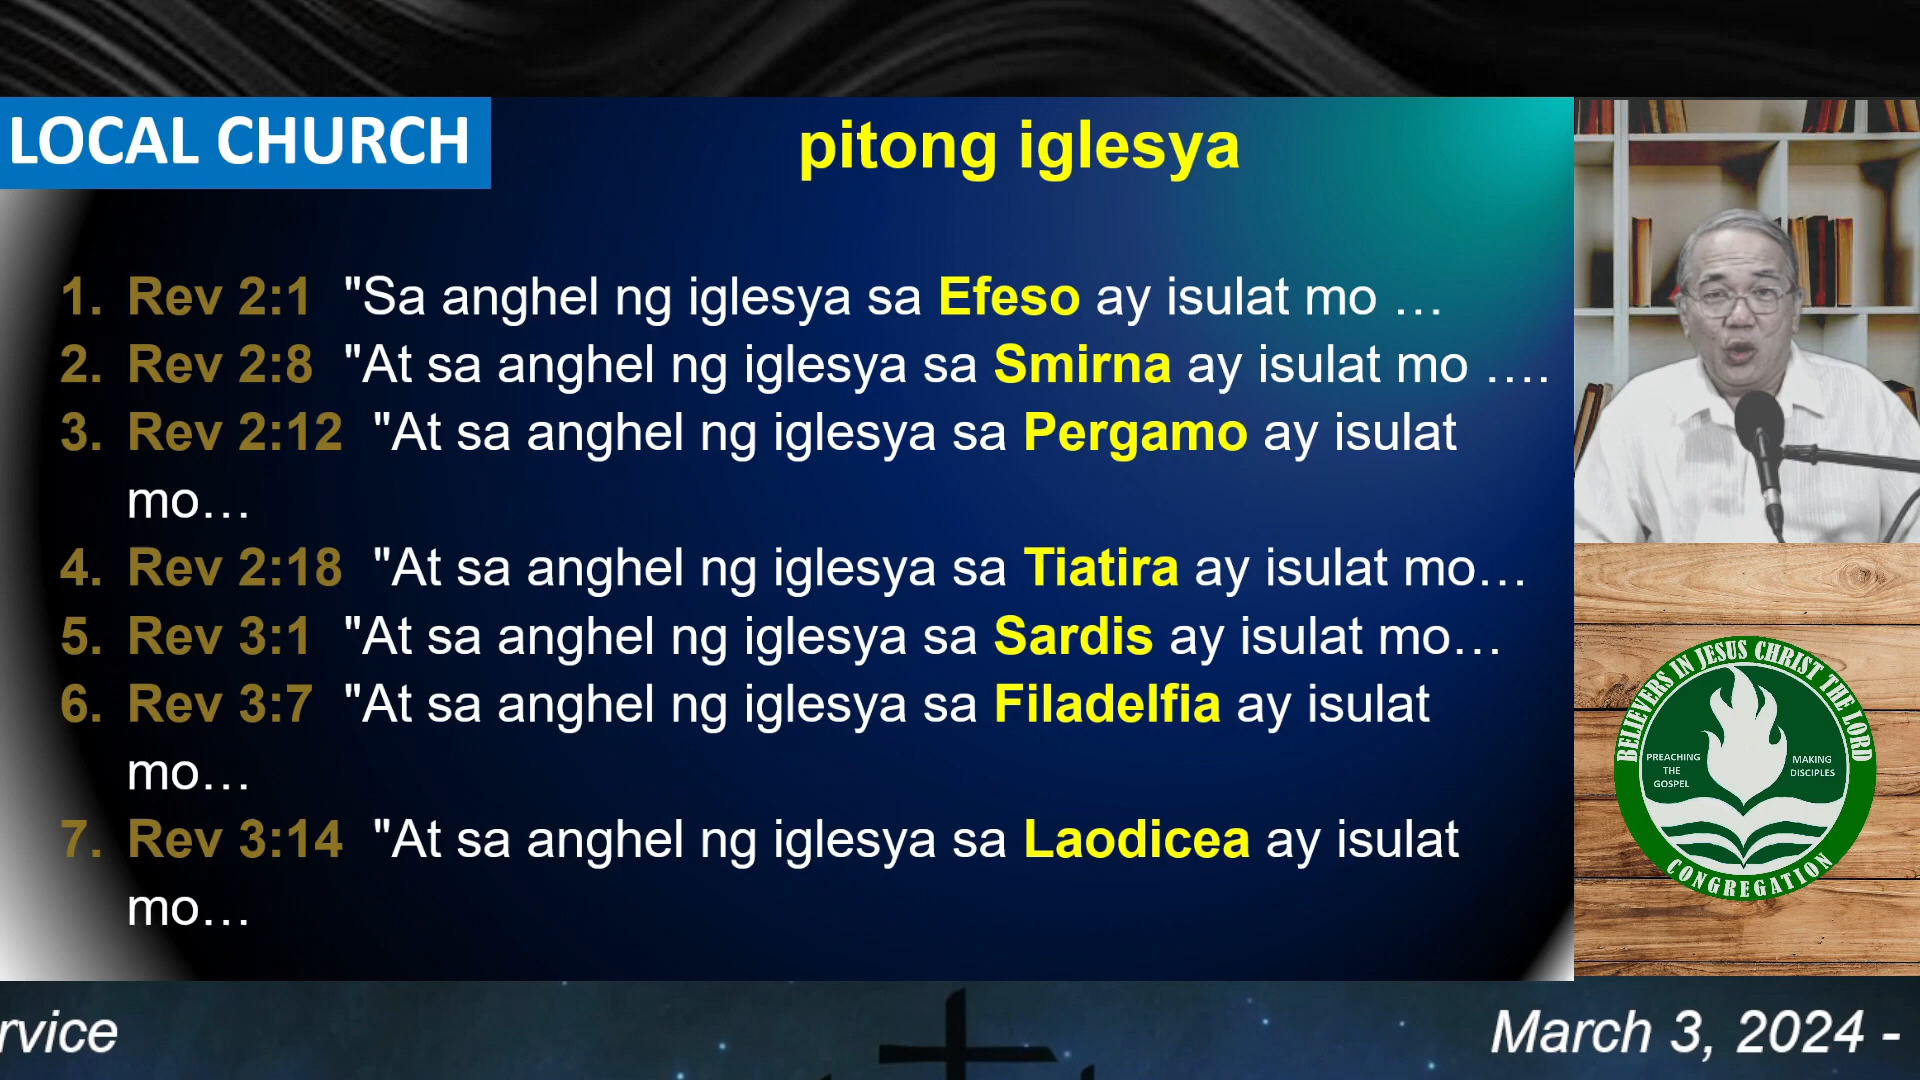 LOCAL CHURCH
pitong iglesya
1. Rev 2:1 "Sa anghel ng iglesya sa Efeso ay isulat mo …
2. Rev 2:8 "At sa anghel ng iglesya sa Smirna ay isulat mo ….
3. Rev 2:12 "At sa anghel ng iglesya sa Pergamo ay isulat
mo…
4. Rev 2:18 "At sa anghel ng iglesya sa Tiatira ay isulat mo…
5. Rev 3:1 "At sa anghel ng iglesya sa Sardis ay isulat mo…
6. Rev 3:7 "At sa anghel ng iglesya sa Filadelfia ay isulat
mo…
7. Rev 3:14 "At sa anghel ng iglesya sa Laodicea ay isulat
mo…
BELIEVERS IN JESUS CHRIST THE LORD
PREACHING
THE
GOSPEL
MAKING
DISCIPLES
CONGREGATION
rvice
March 3, 2024 -